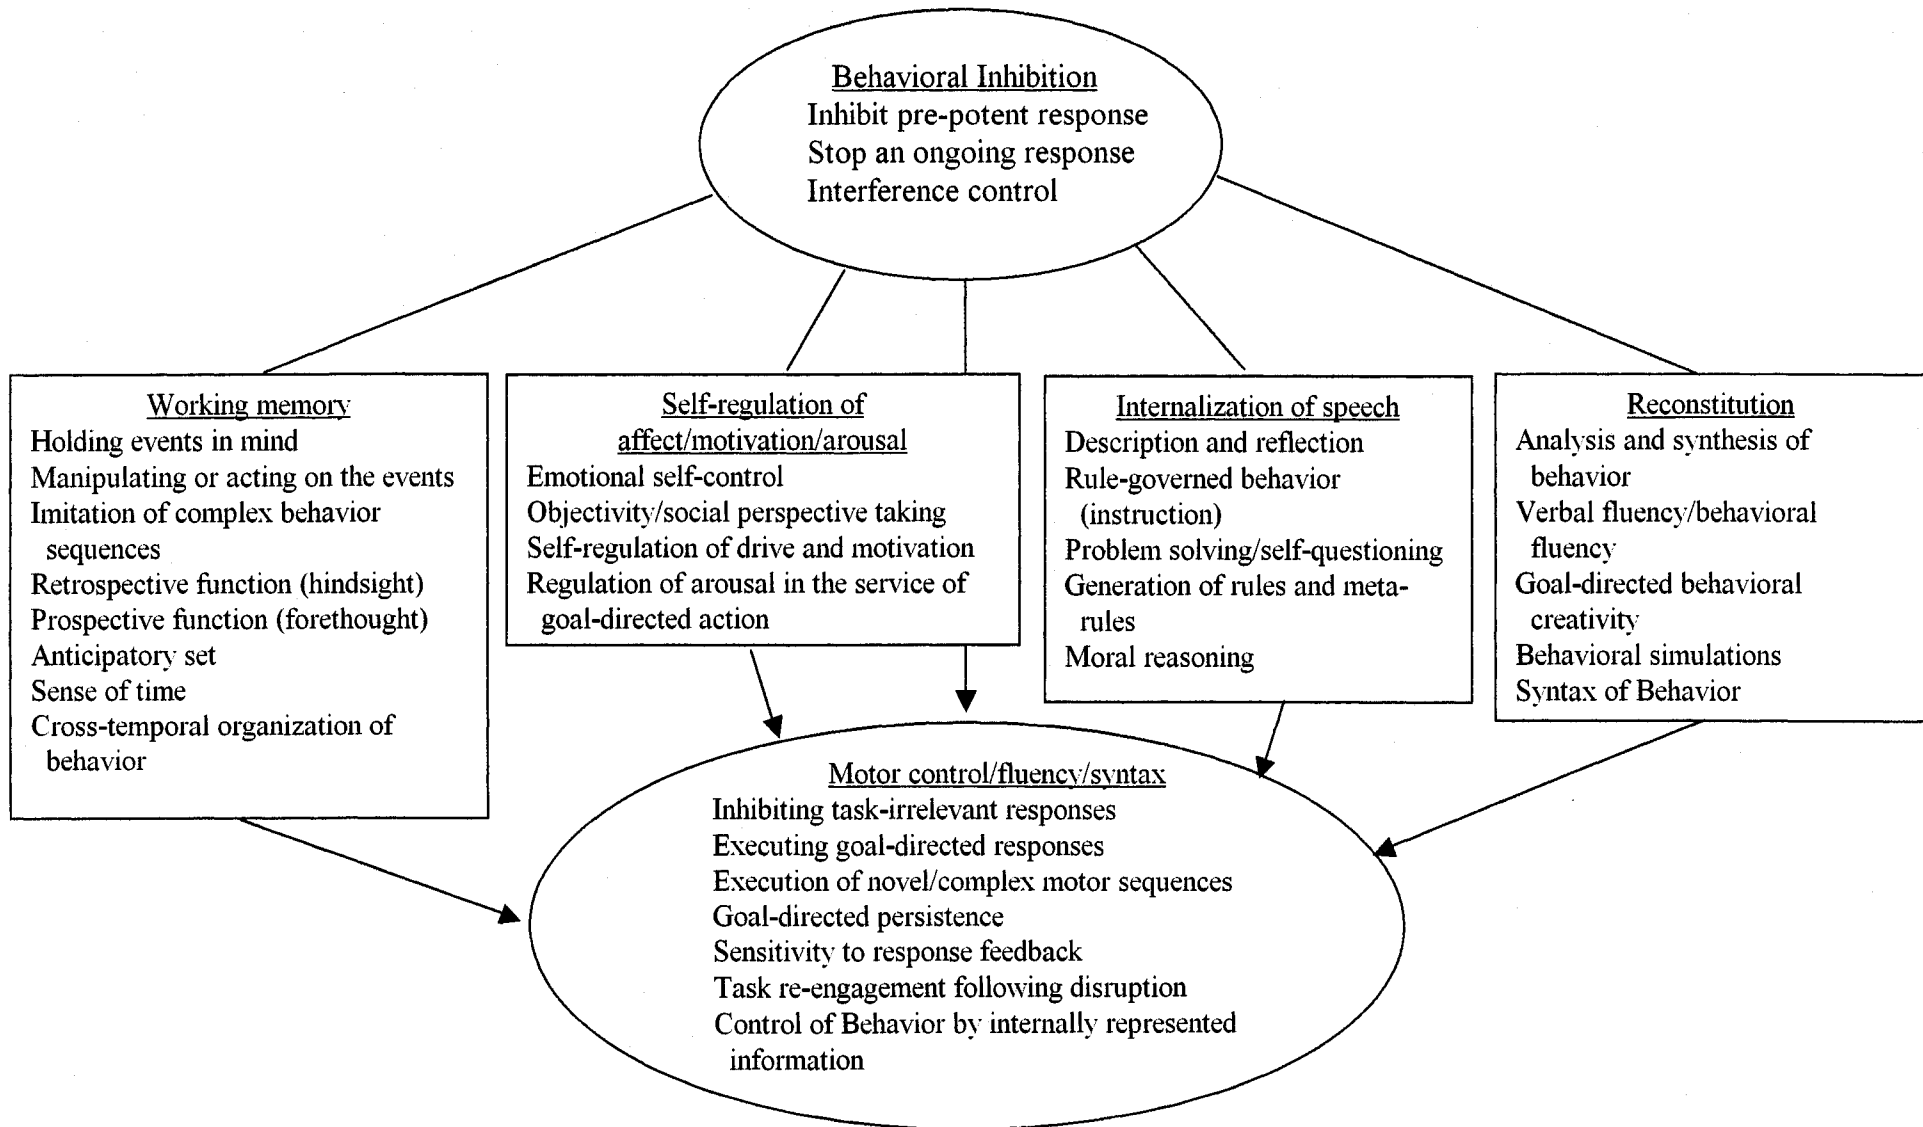 Behavioral Inhibition
Inhibit pre-potent response
Stop an ongoing response
Interference control
Working memory
Holding events in mind
Manipulating or acting on the events
Imitation of complex behavior
sequences
Retrospective function (hindsight)
Prospective function (forethought)
Anticipatory set
Sense of time
Cross-temporal organization of
behavior
Self-regulation of
affect/motivation/arousal
Emotional self-control
Objectivity/social perspective taking
Self-regulation of drive and motivation
Regulation of arousal in the service of
goal-directed action
Internalization of speech
Description and reflection
Rule-governed behavior
(instruction)
Problem solving/self-questioning
Generation of rules and meta-
rules
Moral reasoning
Reconstitution
Analysis and synthesis of
behavior
Verbal fluency/behavioral
fluency
Goal-directed behavioral
creativity
Behavioral simulations
Syntax of Behavior
Motor control/fluency/syntax
Inhibiting task-irrelevant responses
Executing goal-directed responses
Execution of novel/complex motor sequences
Goal-directed persistence
Sensitivity to response feedback
Task re-engagement following disruption
Control of Behavior by internally represented
information